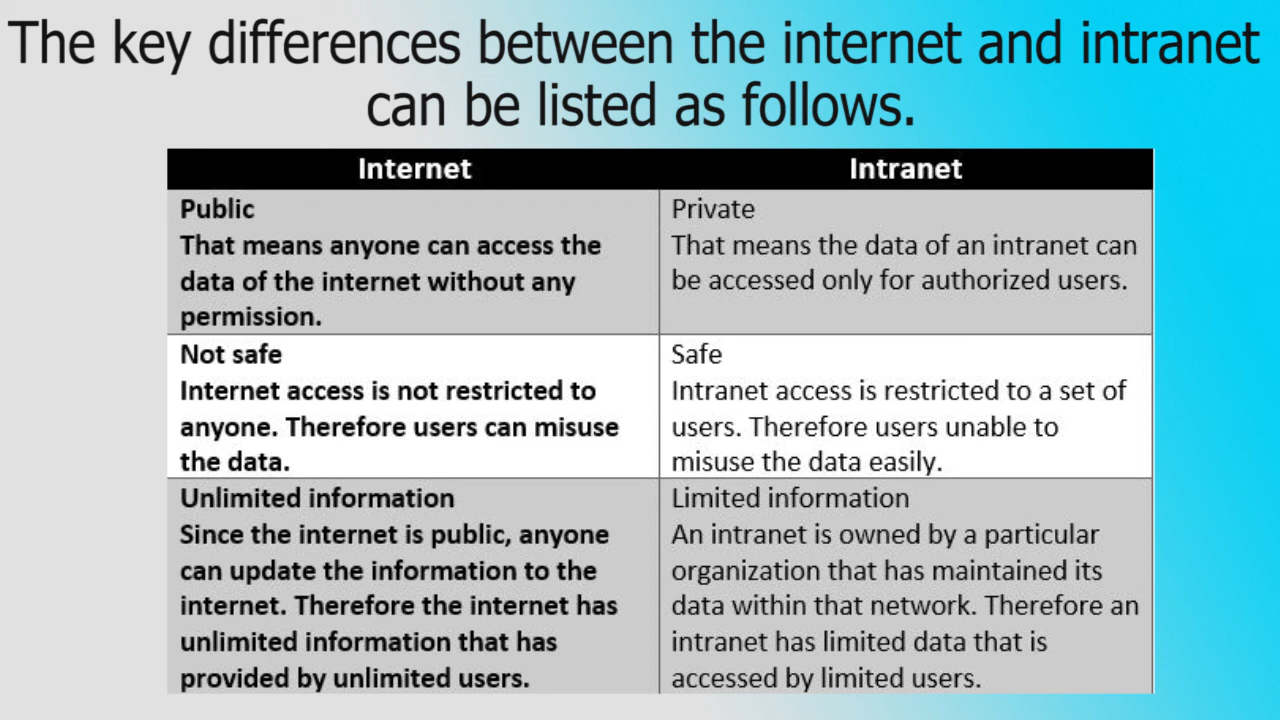 The key differences between the internet and intranet
can be listed as follows.
Internet
Intranet
Public
That means anyone can access the
data of the internet without any
permission.
Private
That means the data of an intranet can
be accessed only for authorized users.
Not safe
Internet access is not restricted to
anyone. Therefore users can misuse
the data.
Safe
Intranet access is restricted to a set of
users. Therefore users unable to
misuse the data easily.
Unlimited information
Since the internet is public, anyone
can update the information to the
internet. Therefore the internet has
unlimited information that has
provided by unlimited users.
Limited information
An intranet is owned by a particular
organization that has maintained its
data within that network. Therefore an
intranet has limited data that is
accessed by limited users.